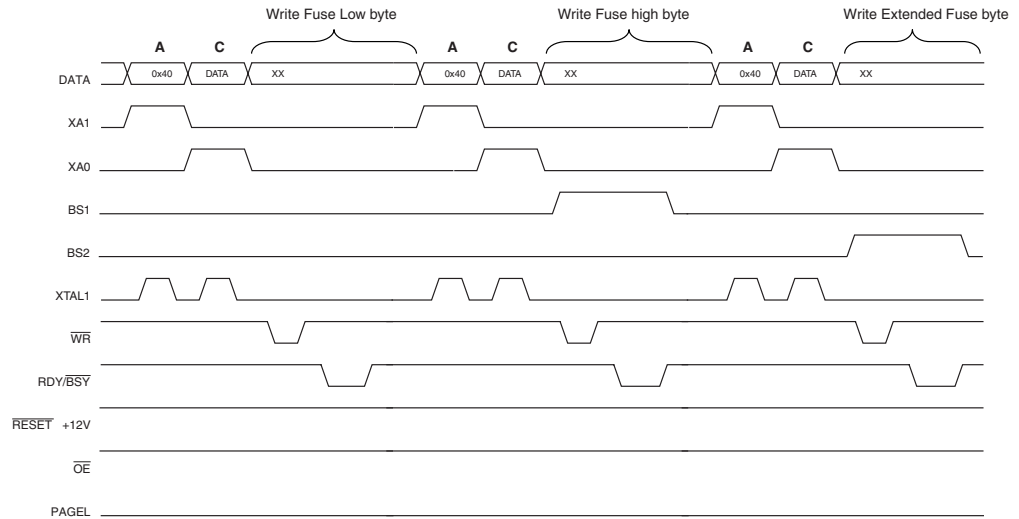 Write Fuse Low byte Write Fuse high byte Write Extended Fuse byte
A C A C A C
DATA 0x40 DATA XX 0x40 DATA XX 0x40 DATA XX
XA1
XA0
BS1
BS2
XTAL1
WR
RDY/BSY
RESET +12V
OE
PAGEL